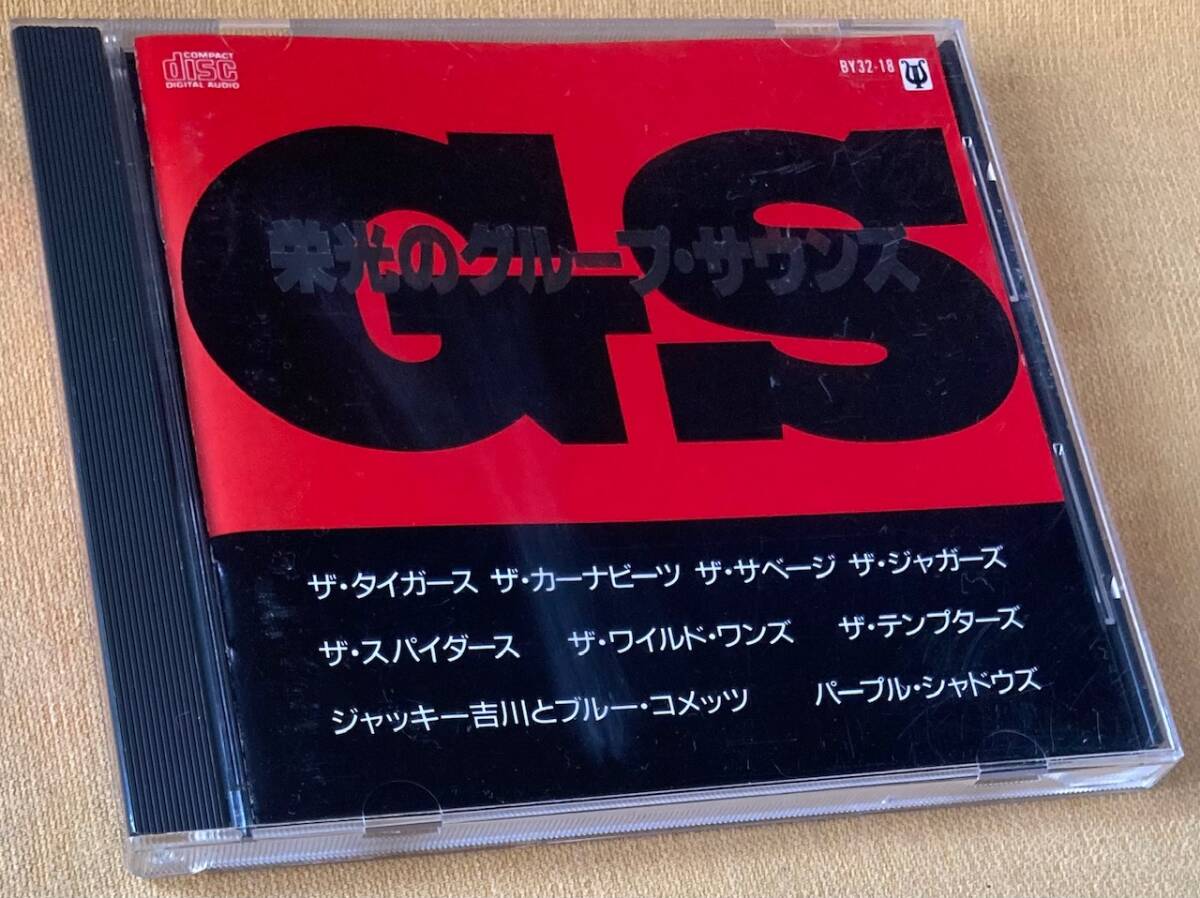 COMPACT
disc
DIGITAL AUDIO
BY32-18
GS
栄光のグループ・サウンズ
ザ・タイガース ザ・カーナビーツ ザ・サベージ ザ・ジャガーズ
ザ・スパイダース ザ・ワイルド・ワンズ ザ・テンプターズ
ジャッキー吉川とブルー・コメッツ パープル・シャドウズ